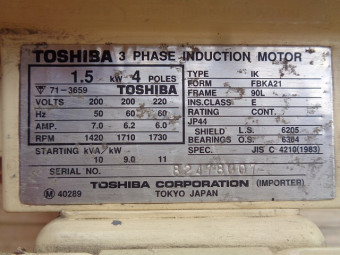 TOSHIBA 3 PHASE INDUCTION MOTOR
1.5 kW 4 POLES
71-3659 TOSHIBA
VOLTS 200 200 220
Hz 50 60 60
AMP. 7.0 6.2 6.0
RPM 1420 1710 1730
STARTING kVA/kW 10 9.0 11
TYPE IK
FORM FBKA21
FRAME 90L
INS.CLASS E
RATING CONT.
JP44
SHIELD BEARINGS L.S. 6205
O.S. 6304
SPEC. JIS C 4210(1983)
SERIAL NO.
TOSHIBA CORPORATION (IMPORTER)
M 40289 TOKYO JAPAN